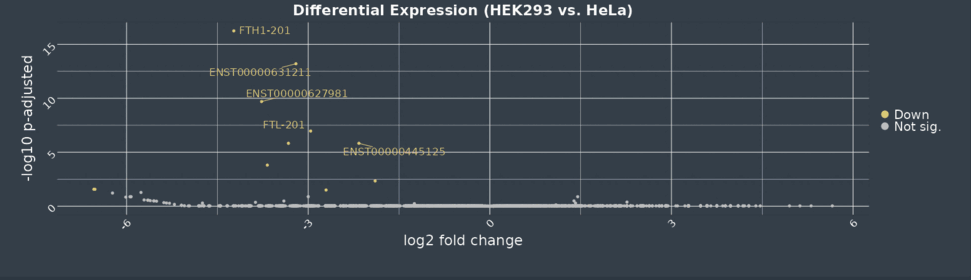 Differential Expression (HEK293 vs. HeLa)
FTH1-201
ENST00000631211
ENST00000627981
FTL-201
ENST00000445125
Down
Not sig.
-log10 p-adjusted
15
10
5
0
-6
-3
0
3
6
log2 fold change